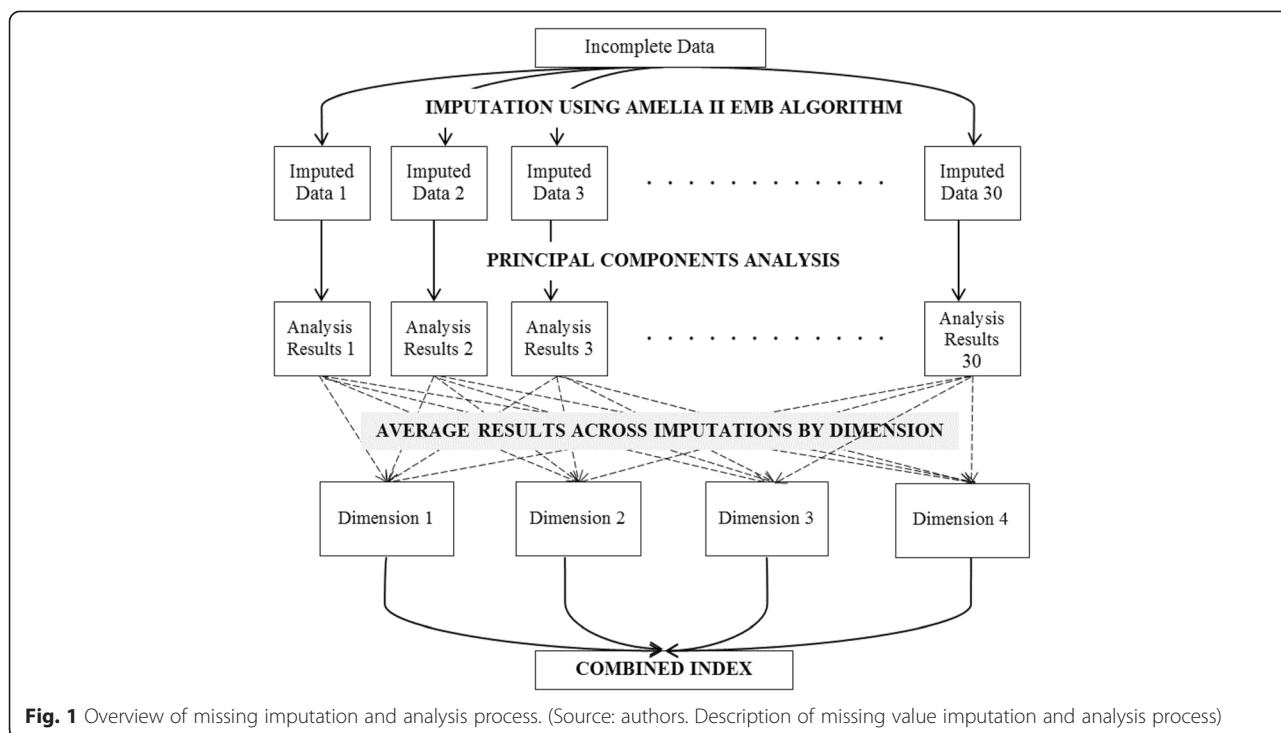 Incomplete Data
IMPUTATION USING AMELIA II EMB ALGORITHM
Imputed
Data 1
Imputed
Data 2
Imputed
Data 3
. . . . . . . . . . . .
Imputed
Data 30
PRINCIPAL COMPONENTS ANALYSIS
Analysis
Results 1
Analysis
Results 2
Analysis
Results 3
. . . . . . . . . . . .
Analysis
Results
30
AVERAGE RESULTS ACROSS IMPUTATIONS BY DIMENSION
Dimension 1
Dimension 2
Dimension 3
Dimension 4
COMBINED INDEX
Fig. 1 Overview of missing imputation and analysis process. (Source: authors. Description of missing value imputation and analysis process)